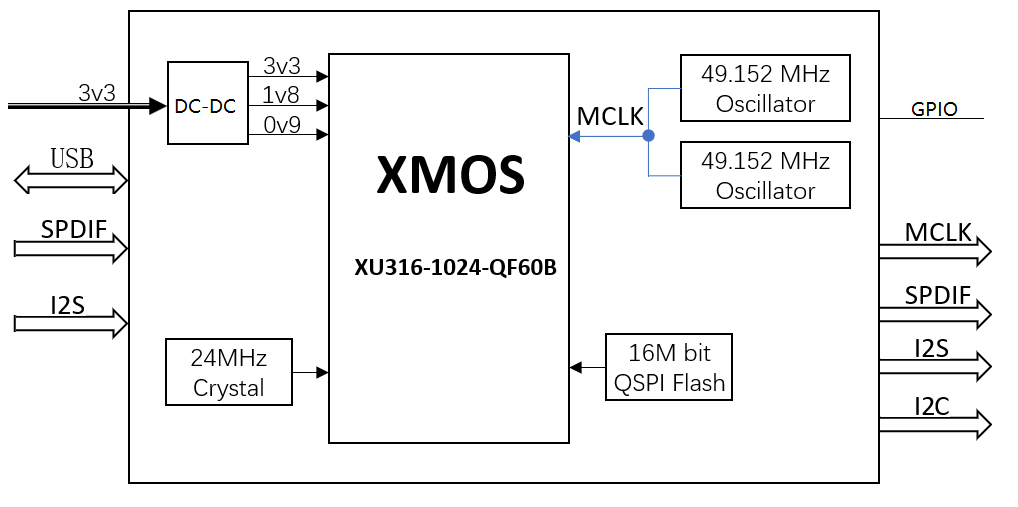 3v3
DC-DC
3v3
1v8
0v9
USB
SPDIF
I2S
XMOS
XU316-1024-QF60B
MCLK
49.152 MHz
Oscillator
49.152 MHz
Oscillator
24MHz
Crystal
16M bit
QSPI Flash
GPIO
MCLK
SPDIF
I2S
I2C